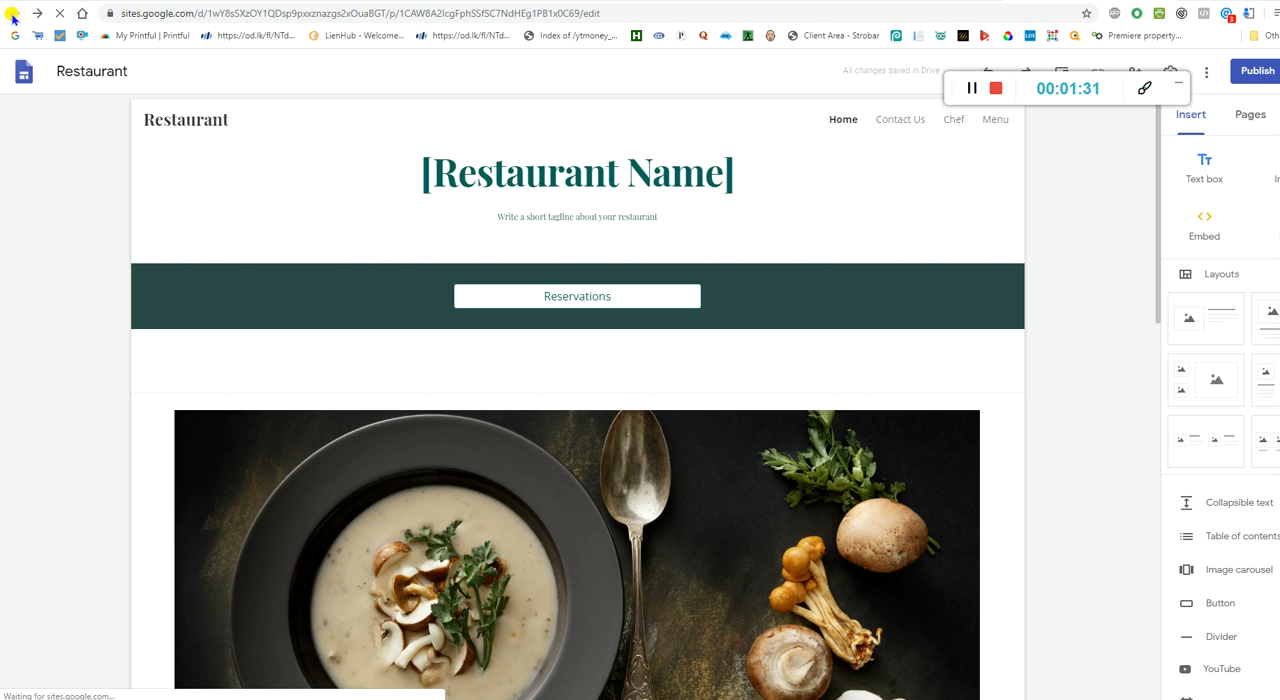 sites.google.com/d/1wY8sSXzOY1QDsp9pxxznazgs2xOuaBGT/p/1CAW8A2IcgFphSSfSC7NdHEg1PB1x0C69/edit
3
My Printful | Printful
https://od.lk/fl/NTd...
LienHub - Welcome...
https://od.lk/fl/NTd...
Index of /ytmoney_...
Client Area - Strobar
Premiere property...
Oth
Restaurant
All changes saved in Drive
Publish
00:01:31
Restaurant
Home
Contact Us
Chef
Menu
[Restaurant Name]
Write a short tagline about your restaurant
Reservations
Insert
Pages
Text box
Embed
Layouts
Collapsible text
Table of contents
Image carousel
Button
Divider
YouTube
Waiting for sites.google.com...